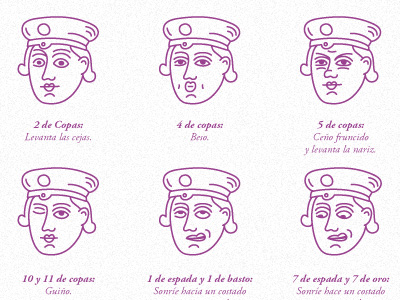 2 de Copas:
Levanta las cejas.
4 de copas:
Beso.
5 de copas:
Ceño fruncido
y levanta la nariz.
10 y 11 de copas:
Guiño.
1 de espada y 1 de basto:
Sonríe hacia un costado
7 de espada y 7 de oro:
Sonríe hace un costado